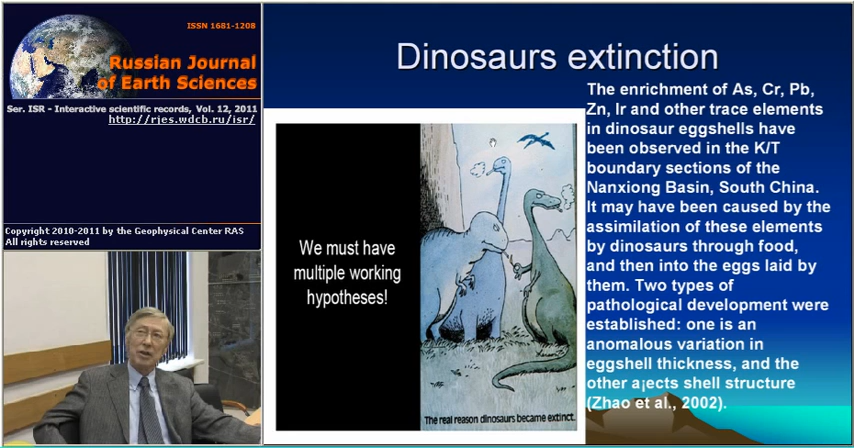 ISSN 1681-1208
Russian Journal
of Earth Sciences
Ser. ISR - Interactive scientific records, Vol. 12, 2011
http://rjes.wdcb.ru/isr/
Copyright 2010-2011 by the Geophysical Center RAS
All rights reserved
Dinosaurs extinction
We must have
multiple working
hypotheses!
The real reason dinosaurs became extinct.
The enrichment of As, Cr, Pb,
Zn, Ir and other trace elements
in dinosaur eggshells have
been observed in the K/T
boundary sections of the
Nanxiong Basin, South China.
It may have been caused by the
assimilation of these elements
by dinosaurs through food,
and then into the eggs laid by
them. Two types of
pathological development were
established: one is an
anomalous variation in
eggshell thickness, and the
other a¡ects shell structure
(Zhao et al., 2002).